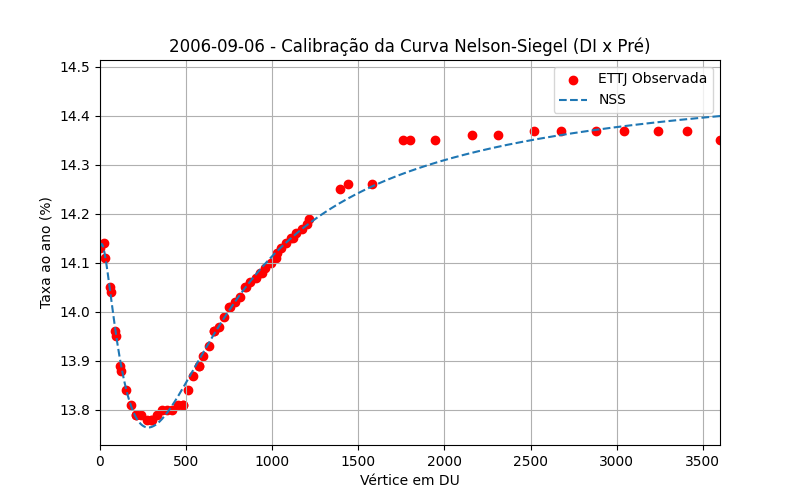 2006-09-06 - Calibração da Curva Nelson-Siegel (DI x Pré)
ETTJ Observada
NSS
Taxa ao ano (%)
14.5
14.4
14.3
14.2
14.1
14.0
13.9
13.8
0 500 1000 1500 2000 2500 3000 3500
Vértice em DU